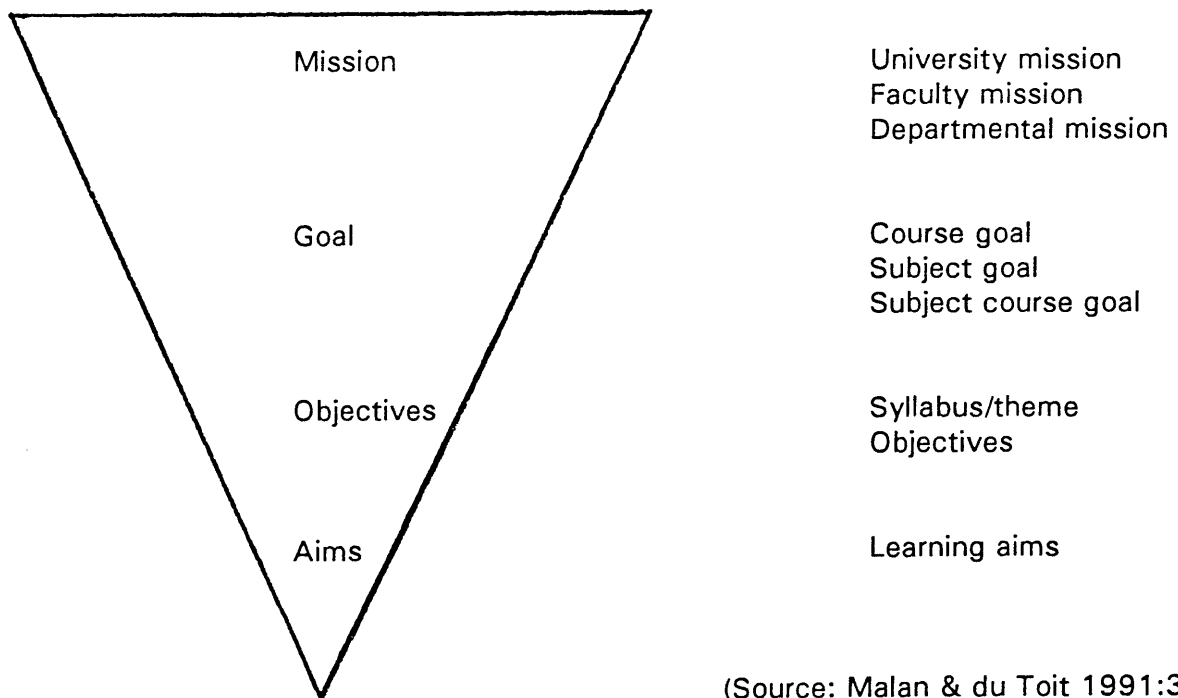 Mission
University mission
Faculty mission
Departmental mission
Goal
Course goal
Subject goal
Subject course goal
Objectives
Syllabus/theme
Objectives
Aims
Learning aims
(Source: Malan & du Toit 1991:3